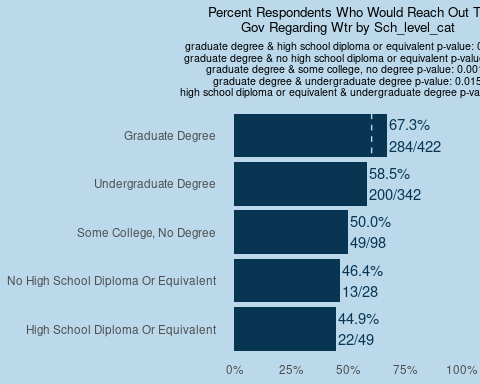 Percent Respondents Who Would Reach Out T
Gov Regarding Wtr by Sch_level_cat
graduate degree & high school diploma or equivalent p-value: 0
graduate degree & no high school diploma or equivalent p-value
graduate degree & some college, no degree p-value: 0.00
graduate degree & undergraduate degree p-value: 0.015
high school diploma or equivalent & undergraduate degree p-va
Graduate Degree
67.3%
284/422
Undergraduate Degree
58.5%
200/342
Some College, No Degree
50.0%
49/98
No High School Diploma Or Equivalent
46.4%
13/28
High School Diploma Or Equivalent
44.9%
22/49
0% 25% 50% 75% 100%